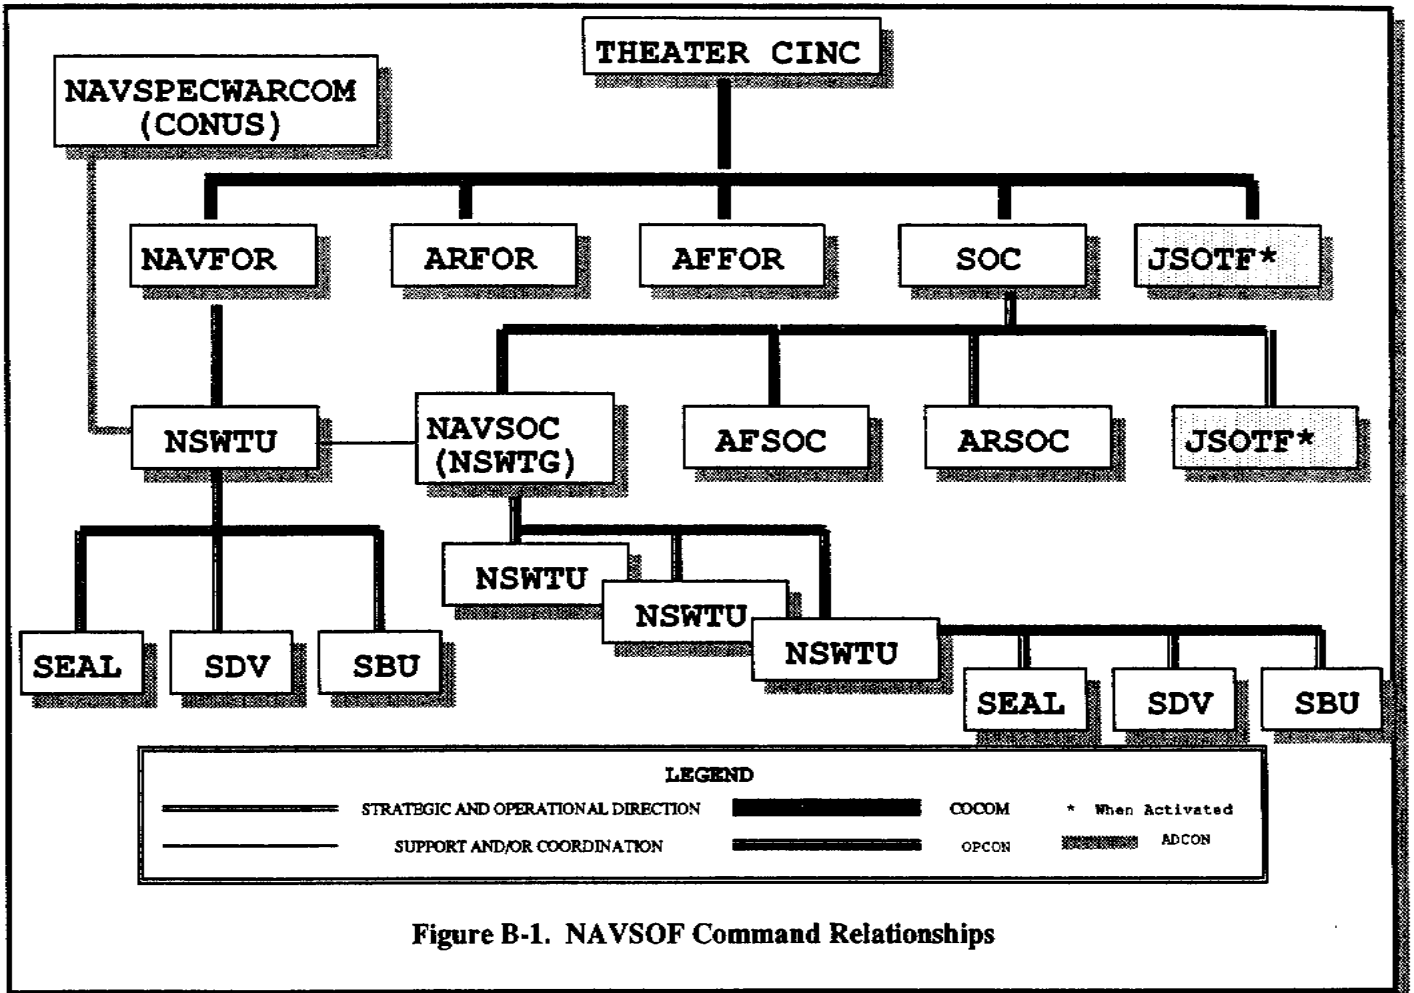 THEATER CINC
NAVSPECWARCOM
(CONUS)
NAVFOR
ARFOR
AFFOR
SOC
JSOTF*
NSWTU
NAVSOC
(NSWTG)
AFSOC
ARSOC
JSOTF*
NSWTU
NSWTU
NSWTU
SEAL
SDV
SBU
SEAL
SDV
SBU
LEGEND
STRATEGIC AND OPERATIONAL DIRECTION
COCOM
* When Activated
SUPPORT AND/OR COORDINATION
OPCON
ADCON
Figure B-1. NAVSOF Command Relationships